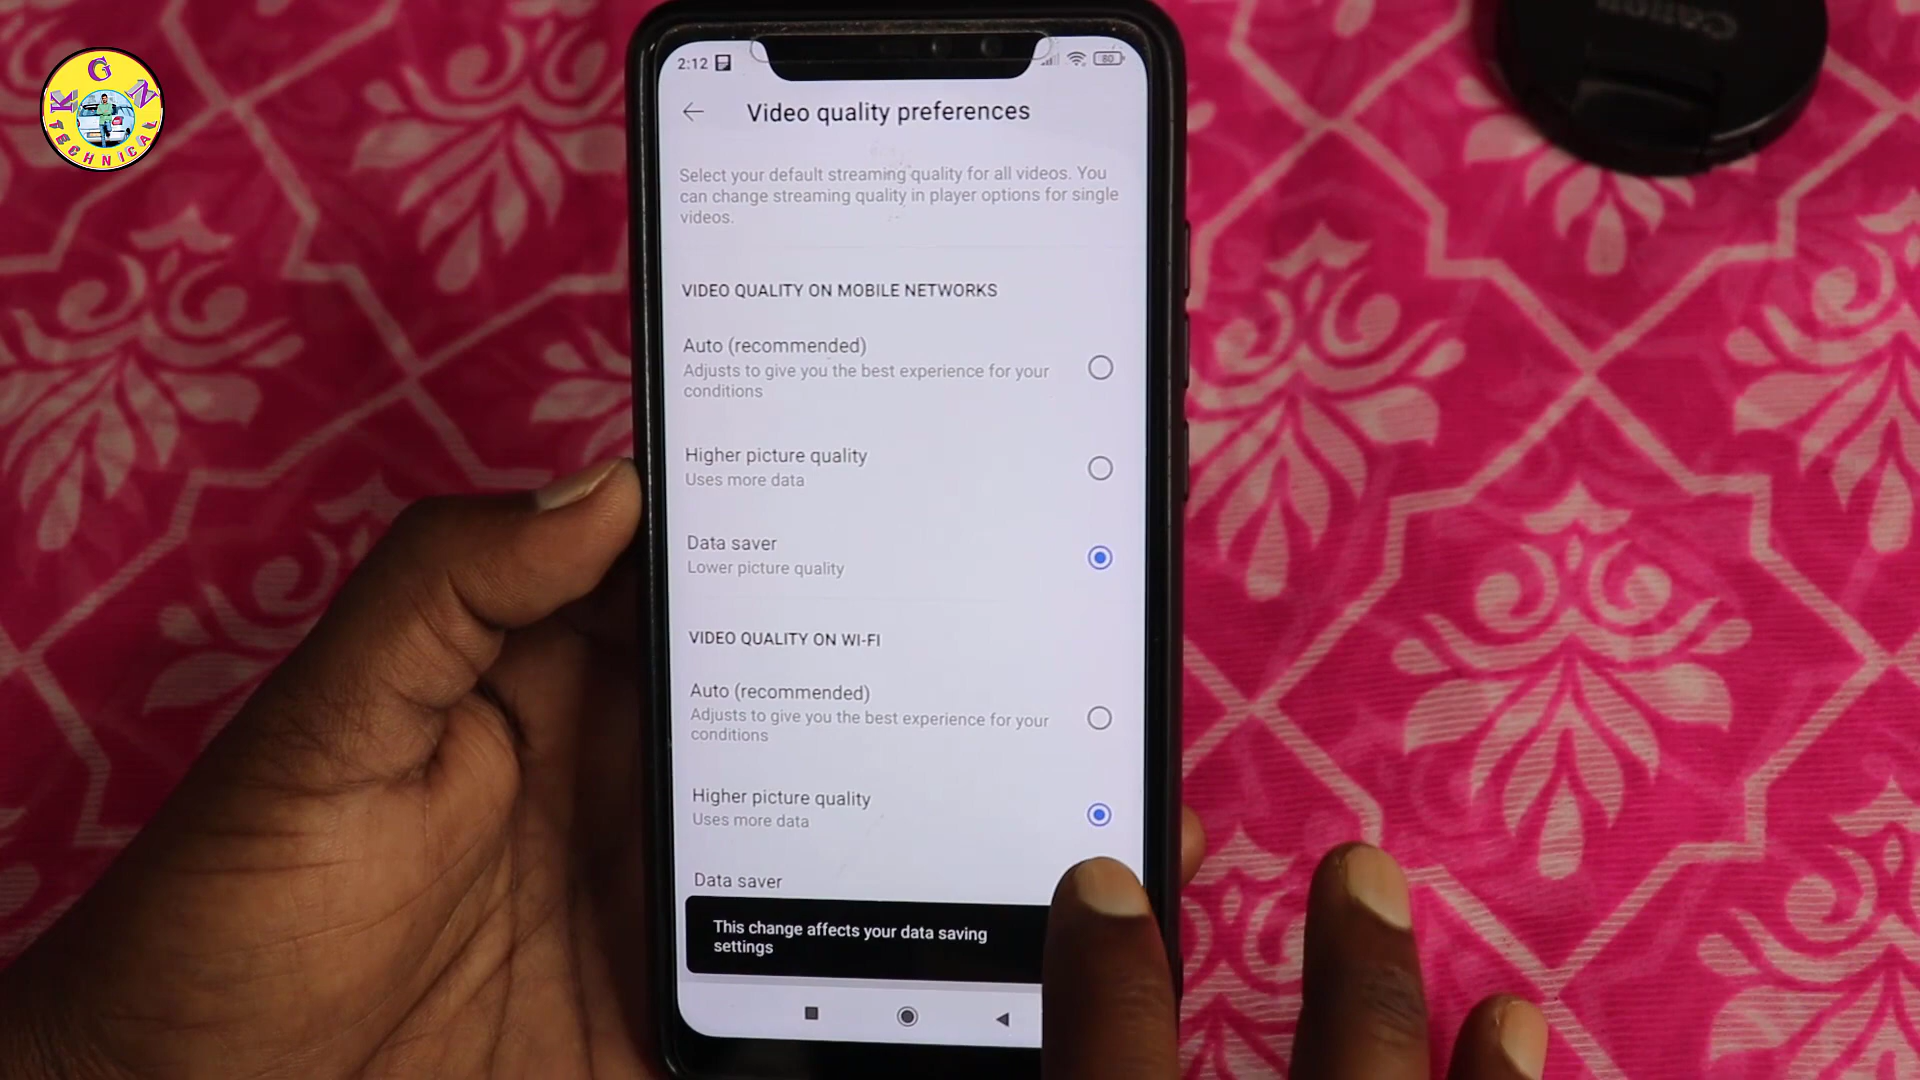 K G N
TECHNICAL
Canon
2:12
80
Video quality preferences
Select your default streaming quality for all videos. You
can change streaming quality in player options for single
videos.
VIDEO QUALITY ON MOBILE NETWORKS
Auto (recommended)
Adjusts to give you the best experience for your
conditions
Higher picture quality
Uses more data
Data saver
Lower picture quality
VIDEO QUALITY ON WI-FI
Auto (recommended)
Adjusts to give you the best experience for your
conditions
Higher picture quality
Uses more data
Data saver
This change affects your data saving
settings